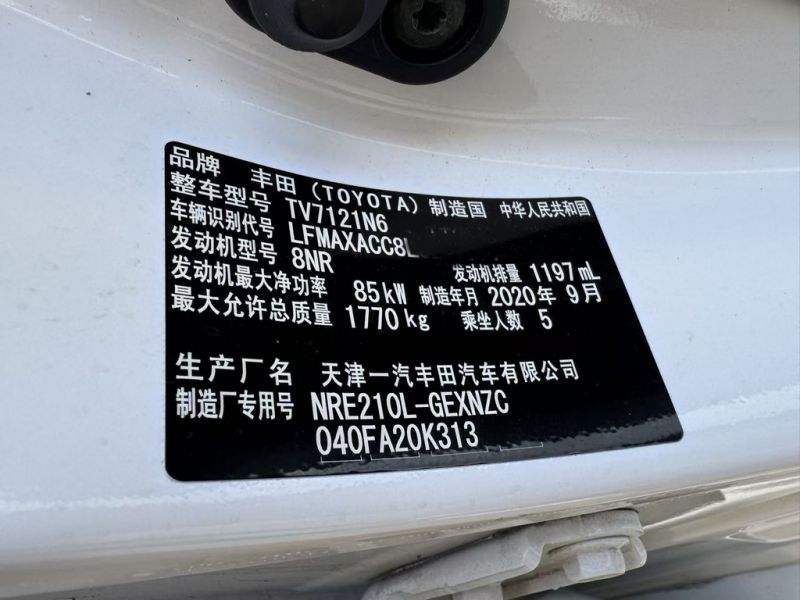 品牌 丰田（TOYOTA）制造国 中华人民共和国
整车型号 TV7121N6
车辆识别代号 LFMAXACC8L
发动机型号 8NR 发动机排量 1197mL
发动机最大净功率 85kW 制造年月 2020年 9月
最大允许总质量 1770kg 乘坐人数 5
生产厂名 天津一汽丰田汽车有限公司
制造厂专用号 NRE210L-GEXNZC
040FA20K313